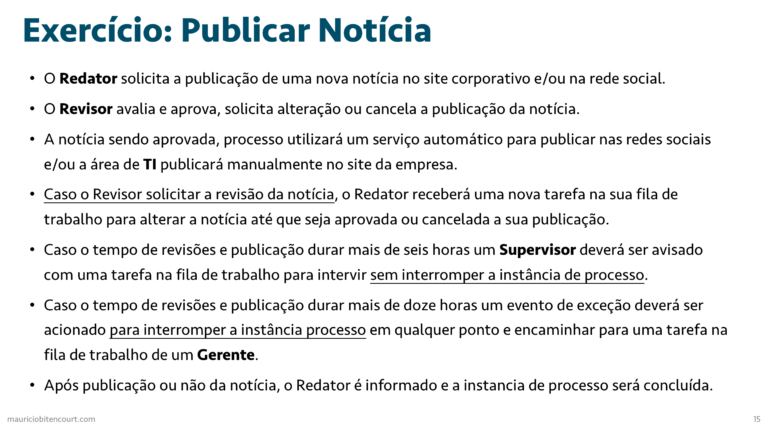 Exercício: Publicar Notícia
• O Redator solicita a publicação de uma nova notícia no site corporativo e/ou na rede social.
• O Revisor avalia e aprova, solicita alteração ou cancela a publicação da notícia.
• A notícia sendo aprovada, processo utilizará um serviço automático para publicar nas redes sociais
e/ou a área de TI publicará manualmente no site da empresa.
• Caso o Revisor solicitar a revisão da notícia, o Redator receberá uma nova tarefa na sua fila de
trabalho para alterar a notícia até que seja aprovada ou cancelada a sua publicação.
• Caso o tempo de revisões e publicação durar mais de seis horas um Supervisor deverá ser avisado
com uma tarefa na fila de trabalho para intervir sem interromper a instância de processo.
• Caso o tempo de revisões e publicação durar mais de doze horas um evento de exceção deverá ser
acionado para interromper a instância processo em qualquer ponto e encaminhar para uma tarefa na
fila de trabalho de um Gerente.
• Após publicação ou não da notícia, o Redator é informado e a instancia de processo será concluída.
mauriciobitencourt.com
15